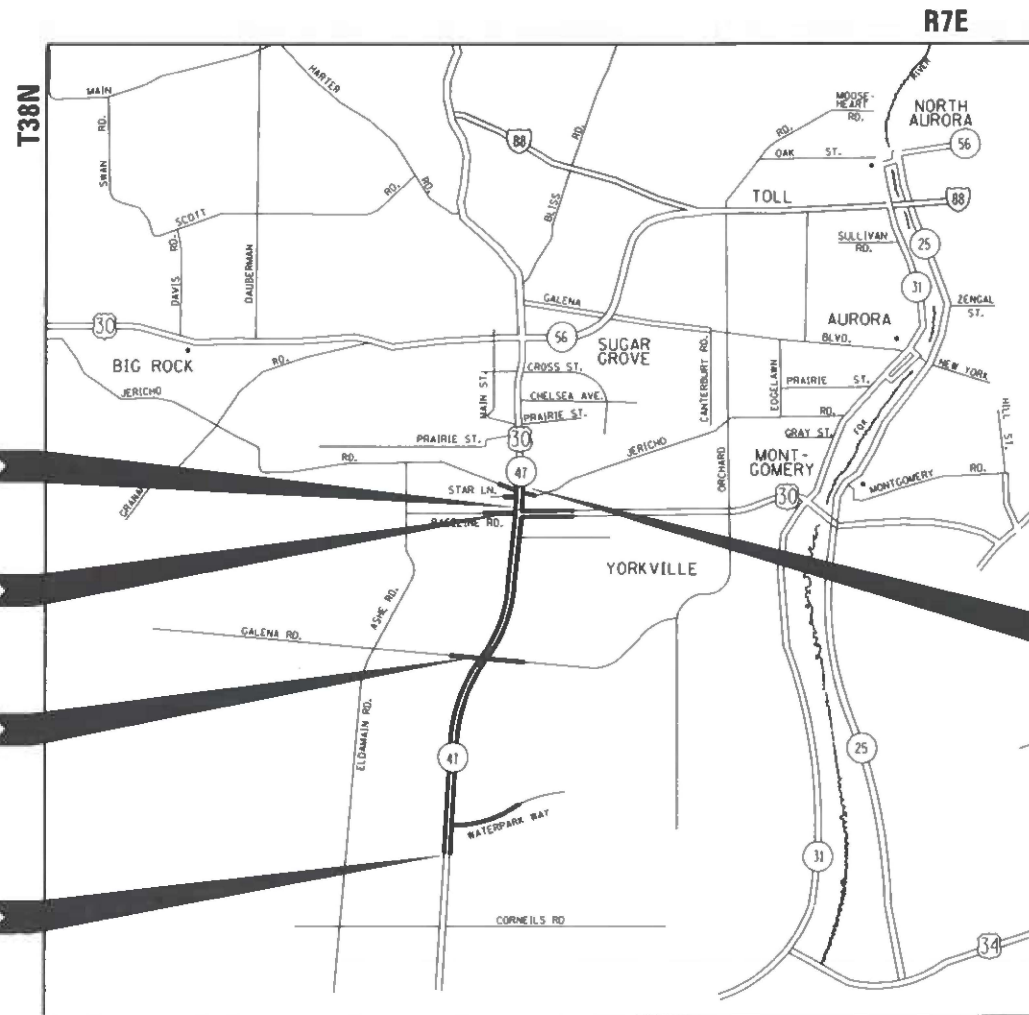 R7E
T38N
MAIN
RD.
SWAN
HARTER
RD.
88
BLISS
RD.
MOOSE-
HEART
RD.
RIVER
NORTH
AURORA
56
RD.
OAK ST.
TOLL
88
SCOTT
RD.
DAVIS
RD.
DAUBERMAN
SULLIVAN
RD.
25
31
ZENGAL
ST.
GALENA
BLVD.
AURORA
30
56
SUGAR
GROVE
BIG ROCK
RD.
JERICHO
CROSS ST.
MAIN ST.
CHELSEA AVE.
PRAIRIE ST.
CANTERBURT RD.
EDGELAWN
PRAIRIE ST.
NEW YORK
HILL ST.
RD.
GRAY ST.
FOX
PRAIRIE ST.
30
JERICHO
RD.
47
STAR LN.
ORCHARD
MONT-
GOMERY
30
MONTGOMERY RD.
BASELINE RD.
YORKVILLE
ASHE RD.
GALENA RD.
ELDAMAIN RD.
47
25
WATERPARK WAY
31
CORNEILS RD
34